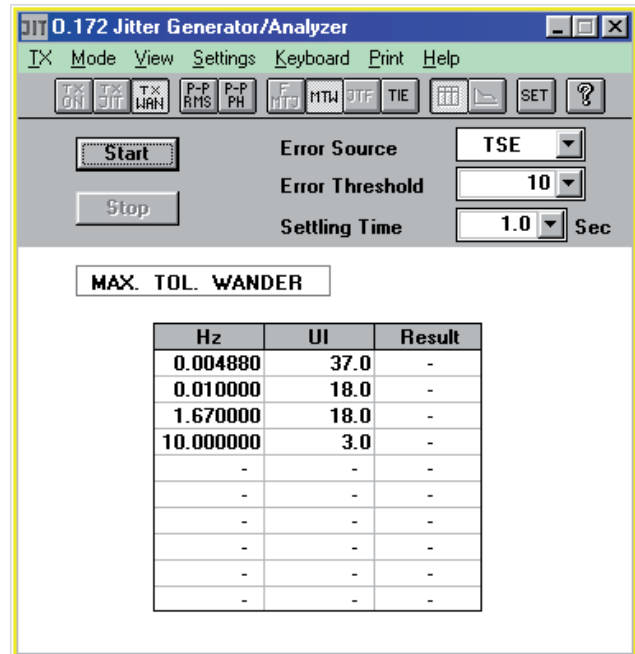 JIT 0.172 Jitter Generator/Analyzer
TX Mode View Settings Keyboard Print Help
TX ON TX JIT TX WAN P-P RMS P-P PH F MTJ MTW JTF TIE SET ?
Start Error Source TSE
Error Threshold 10
Stop
Settling Time 1.0 Sec
MAX. TOL. WANDER
Hz UI Result
0.004880 37.0 -
0.010000 18.0 -
1.670000 18.0 -
10.000000 3.0 -
- - -
- - -
- - -
- - -
- - -
- - -